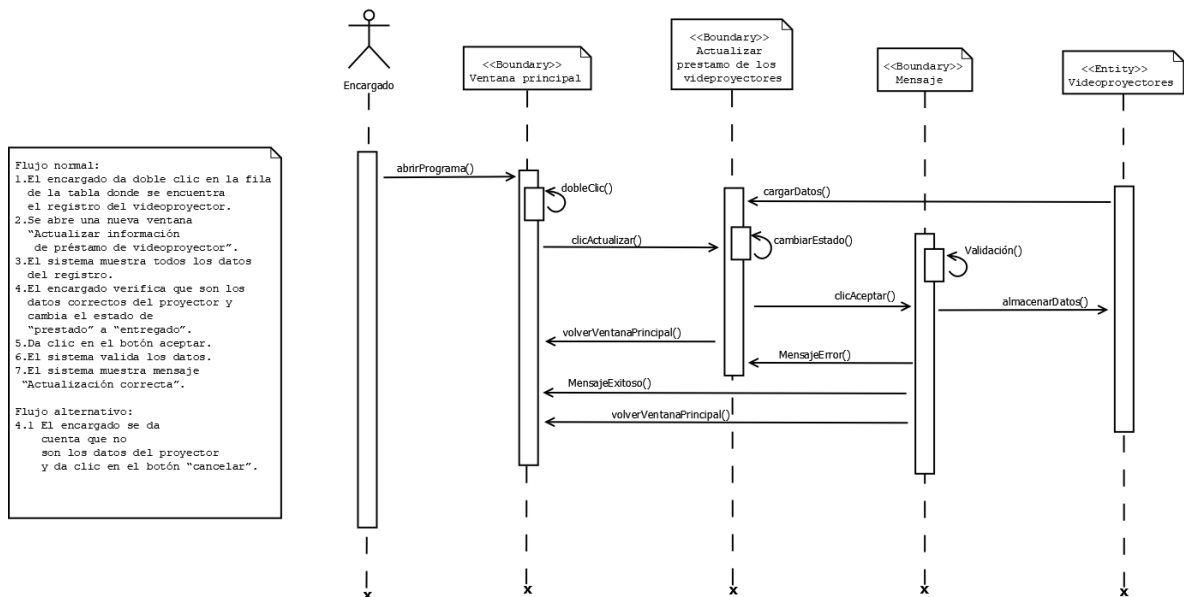 Encargado
<<Boundary>>
Ventana principal
<<Boundary>>
Actualizar
prestamo de los
videproyectores
<<Boundary>>
Mensaje
<<Entity>>
Videoproyectores
Flujo normal:
1.El encargado da doble clic en la fila
de la tabla donde se encuentra
el registro del videoproyector.
2.Se abre una nueva ventana
“Actualizar información
de préstamo de videoproyector”.
3.El sistema muestra todos los datos
del registro.
4.El encargado verifica que son los
datos correctos del proyector y
cambia el estado de
“prestado” a “entregado”.
5.Da clic en el botón aceptar.
6.El sistema valida los datos.
7.El sistema muestra mensaje
“Actualización correcta”.
Flujo alternativo:
4.1 El encargado se da
cuenta que no
son los datos del proyector
y da clic en el botón “cancelar”.
abrirPrograma()
dobleClic()
cargarDatos()
clicActualizar()
cambiarEstado()
Validación()
clicAceptar()
almacenarDatos()
volverVentanaPrincipal()
MensajeError()
MensajeExitoso()
volverVentanaPrincipal()
x
x
x
x
x